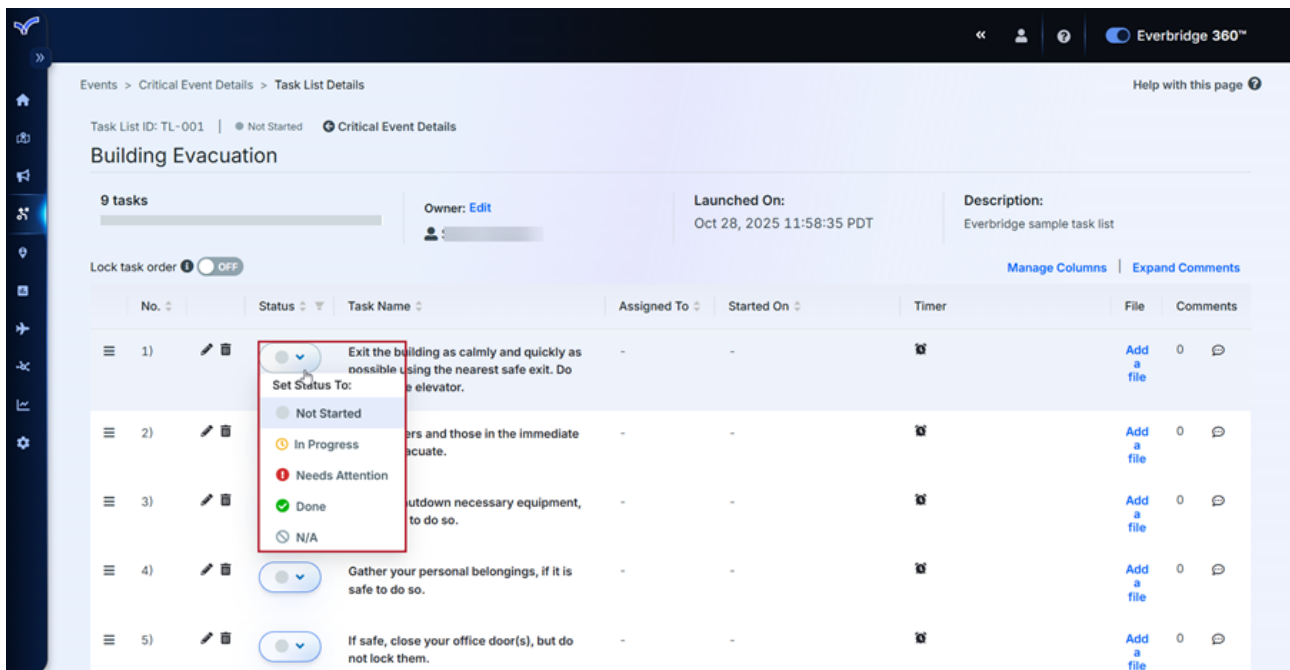 Everbridge 360™
Events > Critical Event Details > Task List Details
Help with this page
Task List ID: TL-001 | Not Started Critical Event Details
Building Evacuation
9 tasks
Owner: Edit
Launched On:
Oct 28, 2025 11:58:35 PDT
Description:
Everbridge sample task list
Lock task order OFF
Manage Columns | Expand Comments
No. Status Task Name Assigned To Started On Timer File Comments
1) Exit the building as calmly and quickly as - - Add 0
possible using the nearest safe exit. Do a
elevator. file
Set Status To:
Not Started
In Progress
Needs Attention
Done
N/A
2) and those in the immediate - - Add 0
a
file
3) necessary equipment, - - Add 0
to do so. a
file
4) Gather your personal belongings, if it is - - Add 0
safe to do so. a
file
5) If safe, close your office door(s), but do - - Add 0
not lock them. a
file